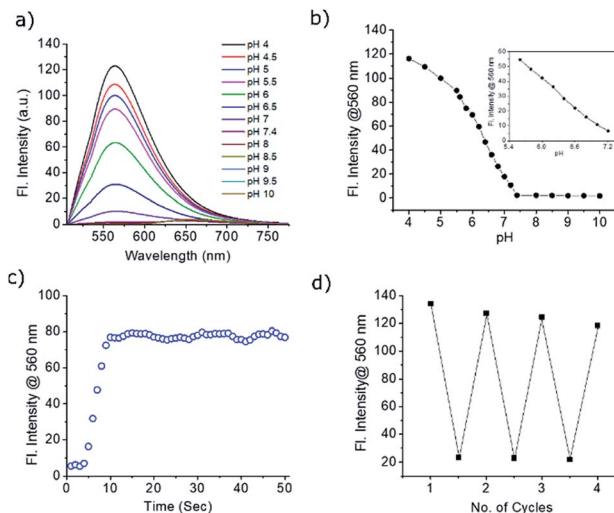 a)
Fl. Intensity (a.u.)
140
120
100
80
60
40
20
0
550 600 650 700 750
Wavelength (nm)
pH 4
pH 4.5
pH 5
pH 5.5
pH 6
pH 6.5
pH 7
pH 7.4
pH 8
pH 8.5
pH 9
pH 9.5
pH 10
b)
Fl. Intensity @560 nm
140
120
100
80
60
40
20
0
4 5 6 7 8 9 10
pH
Fl. Intensity @ 560 nm
60
50
40
30
20
10
0
5.4 6.0 6.6 7.2
pH
c)
Fl. Intensity @ 560 nm
100
80
60
40
20
0
0 10 20 30 40 50
Time (Sec)
d)
Fl. Intensity@ 560 nm
140
120
100
80
60
40
20
1 2 3 4
No. of Cycles